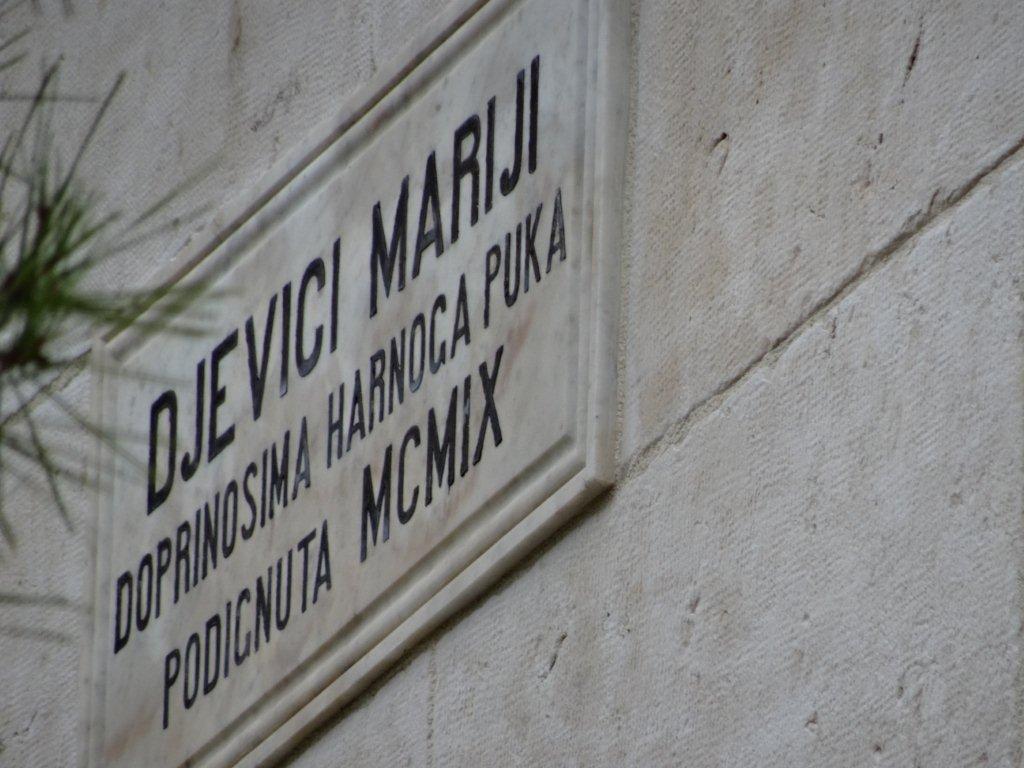 DJEVICI MARIJI
DOPRINOSIMA HARNOGA PUKA
PODIGNUTA MCMIX